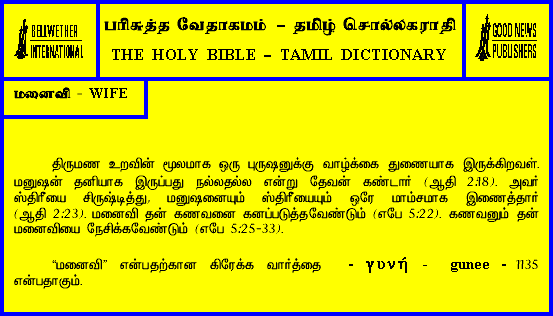 BELLWETHER
INTERNATIONAL
பரிசுத்த வேதாகமம் – தமிழ் சொல்லகராதி
THE HOLY BIBLE – TAMIL DICTIONARY
GOOD NEWS
PUBLISHERS
மனைவி - WIFE
திருமண உறவின் மூலமாக ஒரு புருஷனுக்கு வாழ்க்கை துணையாக இருக்கிறவள்.
மனுஷன் தனியாக இருப்பது நல்லதல்ல என்று தேவன் கண்டார் (ஆதி 2:18). அவர்
ஸ்திரீயை சிருஷ்டித்து, மனுஷனையும் ஸ்திரீயையும் ஒரே மாம்சமாக இணைத்தார்
(ஆதி 2:23). மனைவி தன் கணவனை கனப்படுத்தவேண்டும் (எபே 5:22). கணவனும் தன்
மனைவியை நேசிக்கவேண்டும் (எபே 5:25-33).
“மனைவி” என்பதற்கான கிரேக்க வார்த்தை - γυνή - gunee - 1135
என்பதாகும்.